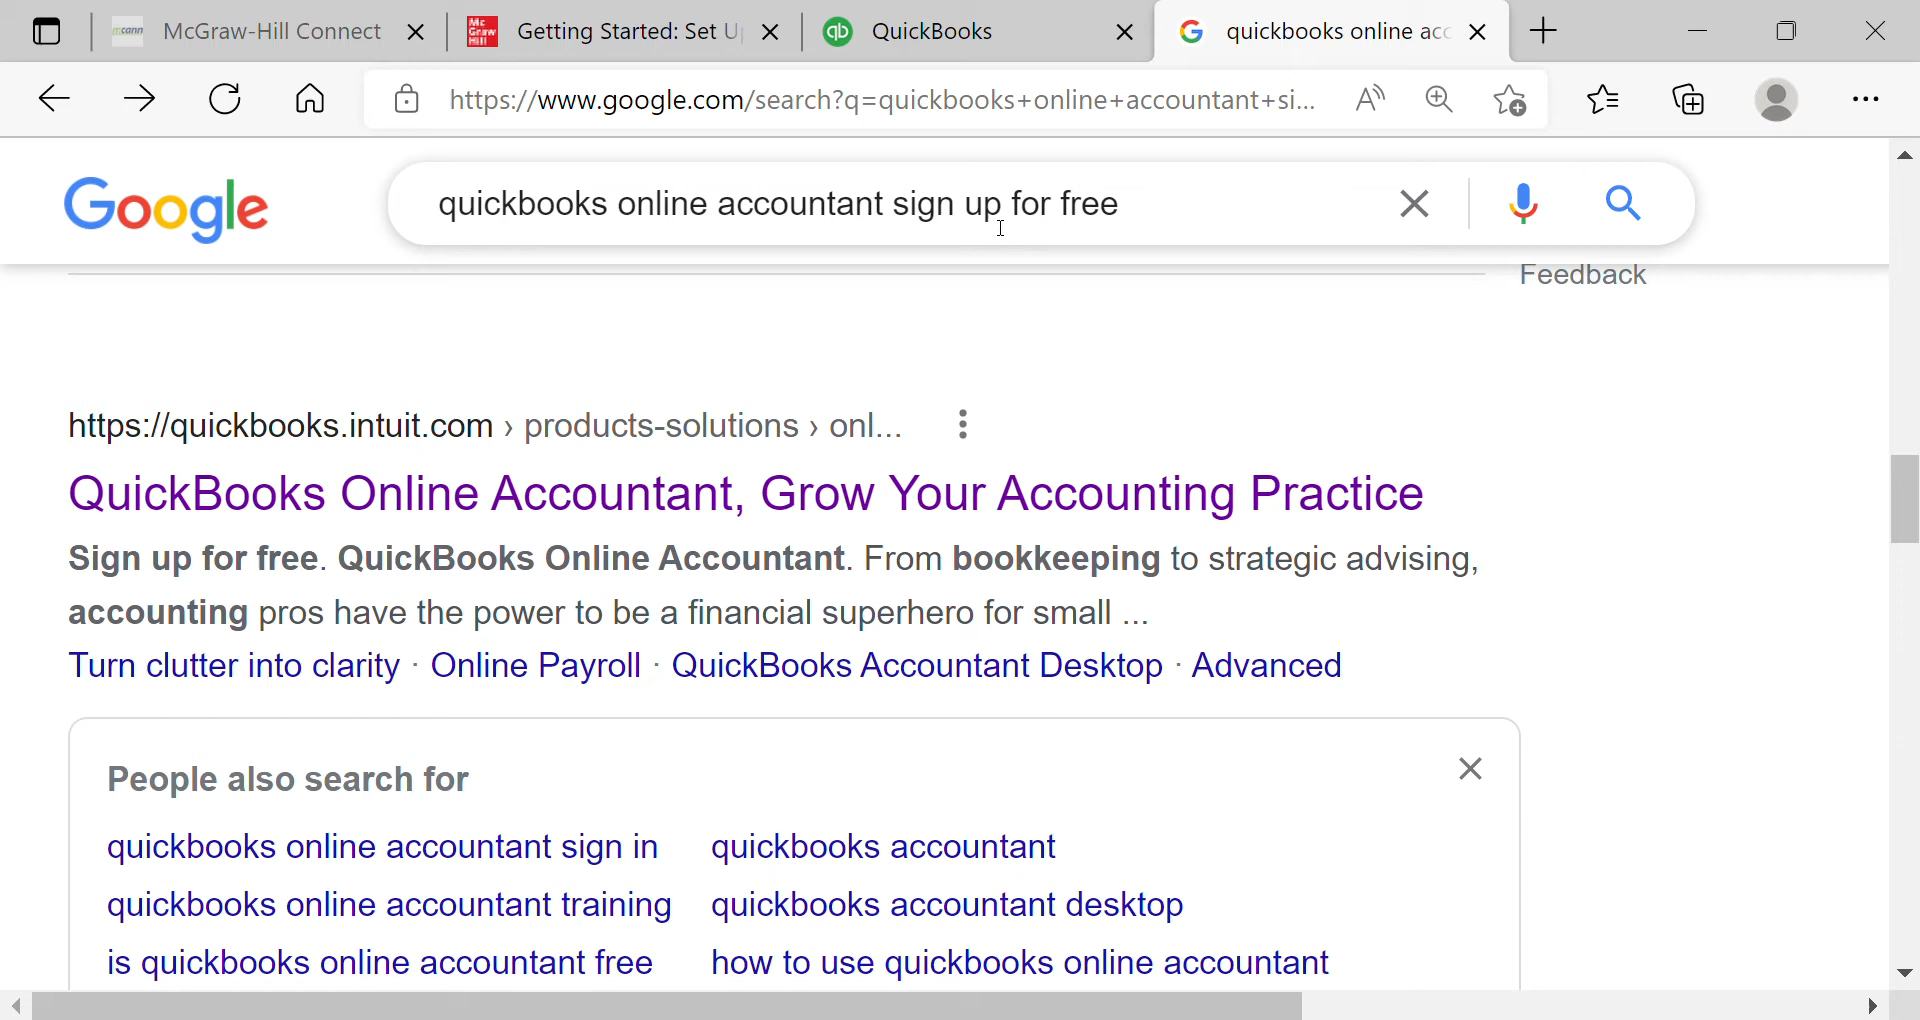 McGraw-Hill Connect
Getting Started: Set U
QuickBooks
quickbooks online acc
https://www.google.com/search?q=quickbooks+online+accountant+si...
Google
quickbooks online accountant sign up for free
Feedback
https://quickbooks.intuit.com › products-solutions › onl...
QuickBooks Online Accountant, Grow Your Accounting Practice
Sign up for free. QuickBooks Online Accountant. From bookkeeping to strategic advising,
accounting pros have the power to be a financial superhero for small ...
Turn clutter into clarity · Online Payroll · QuickBooks Accountant Desktop · Advanced
People also search for
quickbooks online accountant sign in
quickbooks accountant
quickbooks online accountant training
quickbooks accountant desktop
is quickbooks online accountant free
how to use quickbooks online accountant